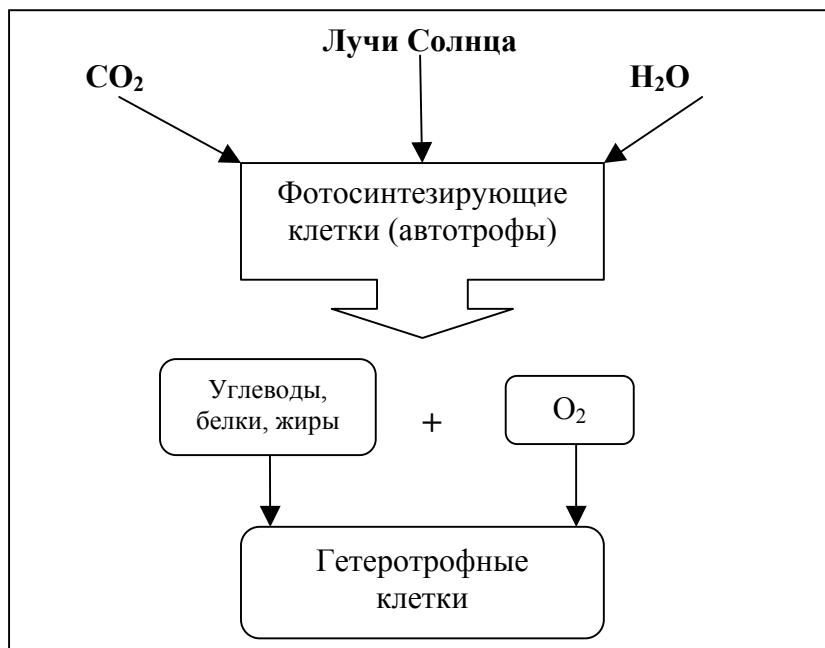 Лучи Солнца
CO₂
H₂O
Фотосинтезирующие
клетки (автотрофы)
Углеводы,
белки, жиры
+
O₂
Гетеротрофные
клетки